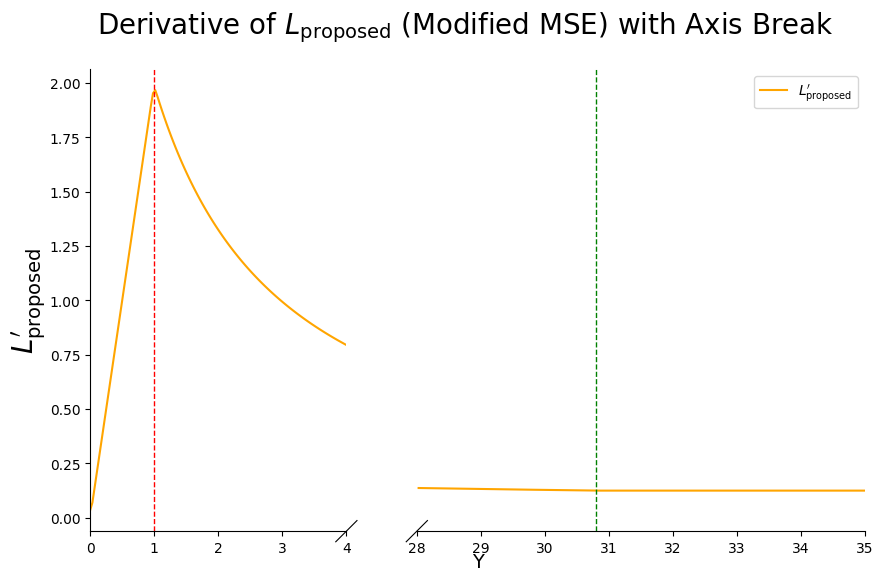 Derivative of L_proposed (Modified MSE) with Axis Break
L′_proposed
2.00
1.75
1.50
1.25
1.00
0.75
0.50
0.25
0.00
L′_proposed
0 1 2 3 4 28 29 30 31 32 33 34 35
Y